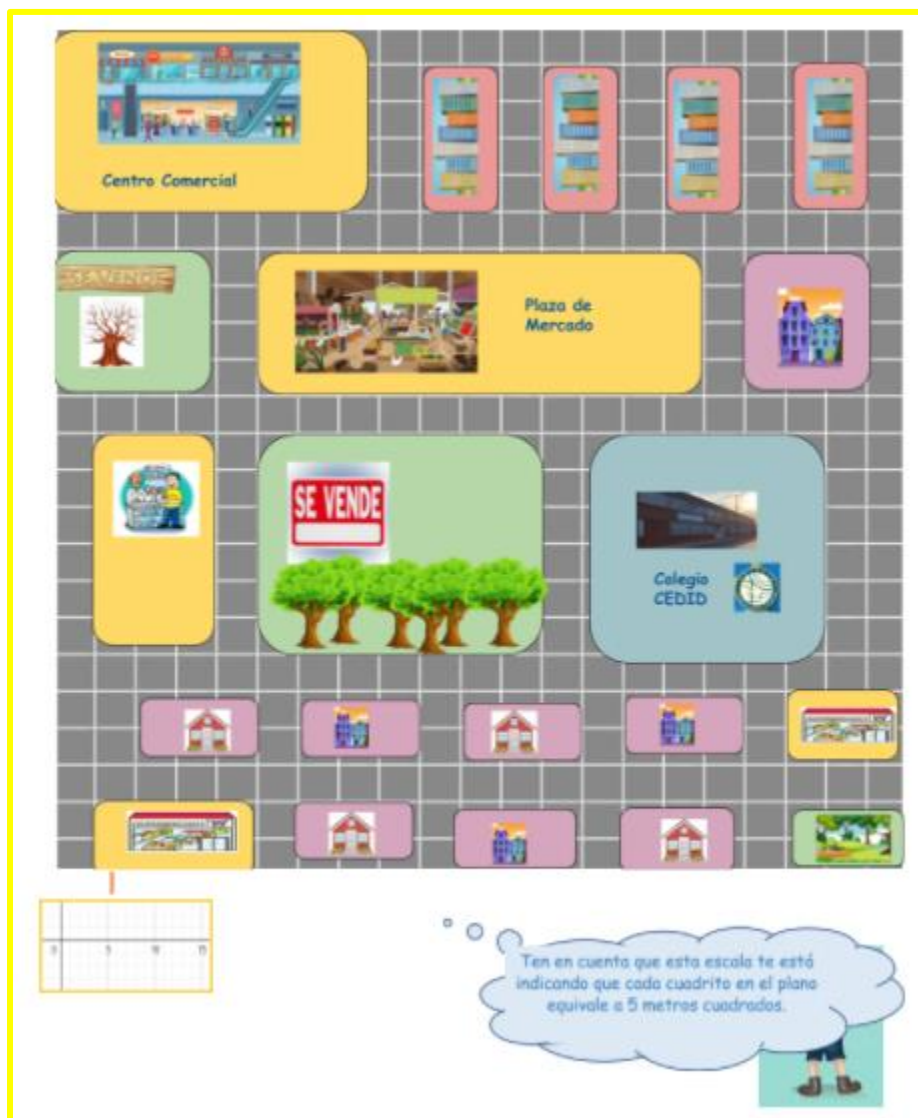 Centro Comercial
SE VENDE
Plaza de
Mercado
SE VENDE
Colegio
CEDID
0 5 10 15
Ten en cuenta que esta escala te está
indicando que cada cuadrito en el plano
equivale a 5 metros cuadrados.